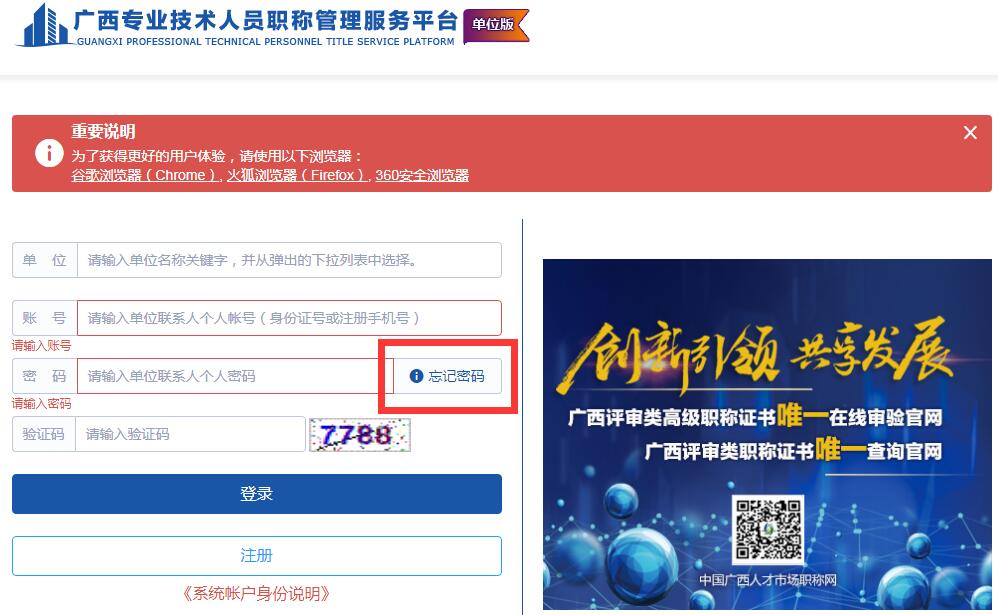 广西专业技术人员职称管理服务平台 单位版
GUANGXI PROFESSIONAL TECHNICAL PERSONNEL TITLE SERVICE PLATFORM
重要说明
为了获得更好的用户体验，请使用以下浏览器：
谷歌浏览器（Chrome）, 火狐浏览器（Firefox）, 360安全浏览器
单 位 请输入单位名称关键字，并从弹出的下拉列表中选择。
账 号 请输入单位联系人个人帐号（身份证号或注册手机号）
请输入账号
密 码 请输入单位联系人个人密码 忘记密码
请输入密码
验证码 请输入验证码 7788
登录
注册
《系统帐户身份说明》
创新引领 共享发展
广西评审类高级职称证书唯一在线审验官网
广西评审类职称证书唯一查询官网
中国广西人才市场职称网